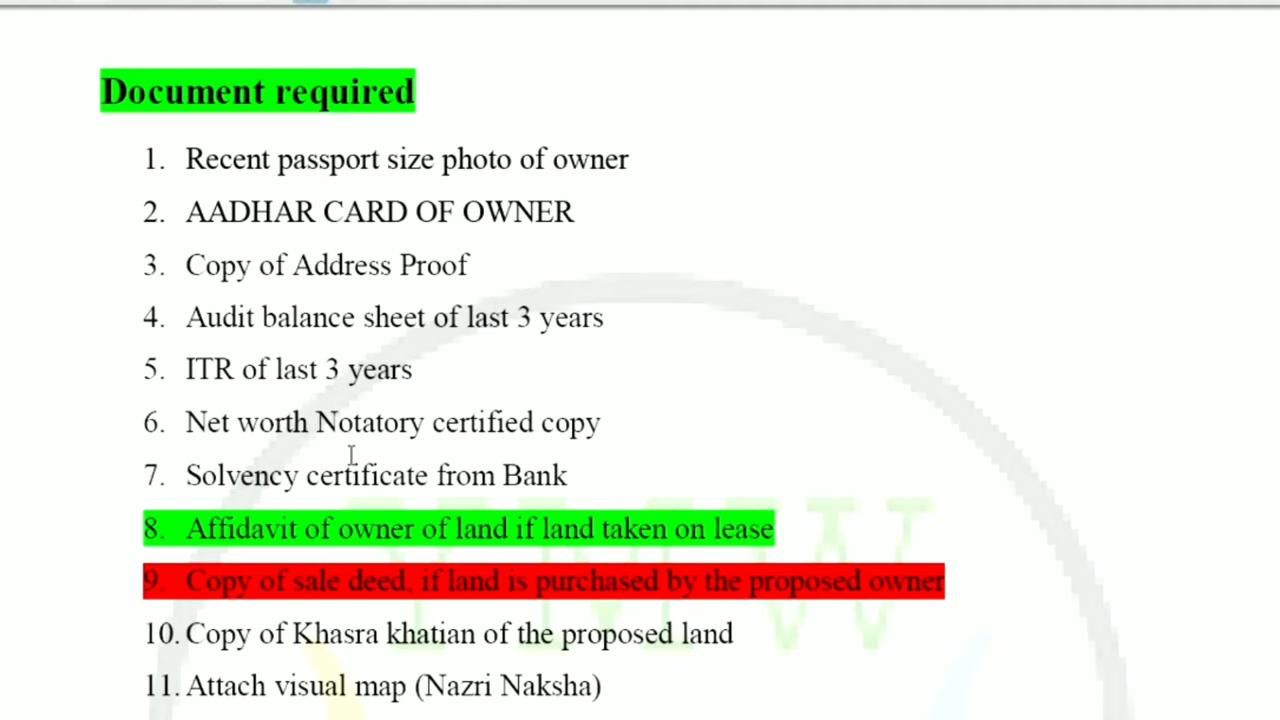 Document required
1. Recent passport size photo of owner
2. AADHAR CARD OF OWNER
3. Copy of Address Proof
4. Audit balance sheet of last 3 years
5. ITR of last 3 years
6. Net worth Notatory certified copy
7. Solvency certificate from Bank
8. Affidavit of owner of land if land taken on lease
9. Copy of sale deed, if land is purchased by the proposed owner
10. Copy of Khasra khatian of the proposed land
11. Attach visual map (Nazri Naksha)